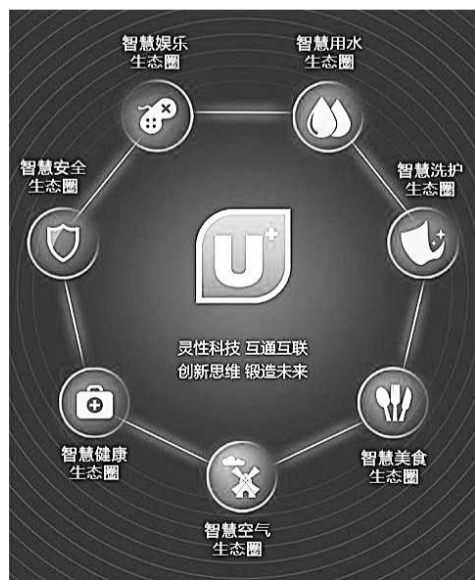 智慧娱乐
生态圈
智慧用水
生态圈
智慧安全
生态圈
智慧洗护
生态圈
U+
灵性科技 互通互联
创新思维 锻造未来
智慧健康
生态圈
智慧美食
生态圈
智慧空气
生态圈